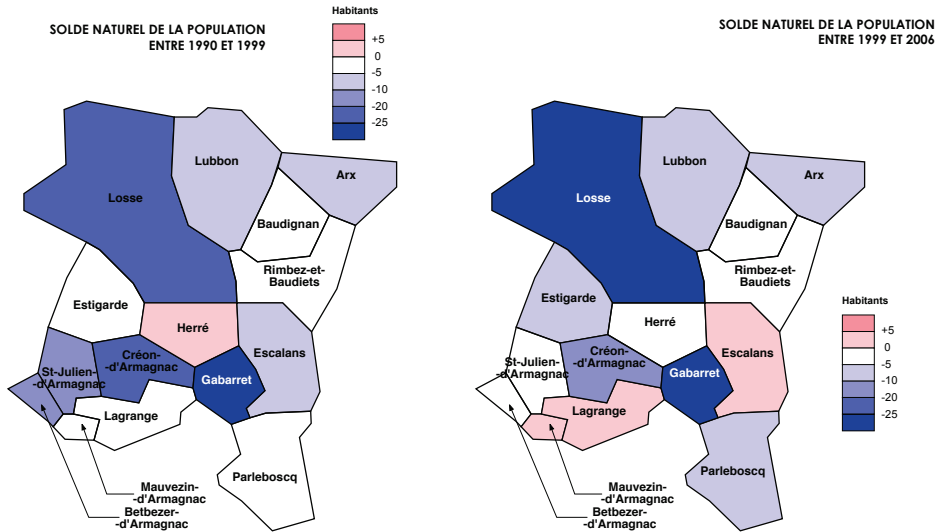 SOLDE NATUREL DE LA POPULATION
ENTRE 1990 ET 1999
Habitants
+5
0
-5
-10
-20
-25
Lubbon
Arx
Losse
Baudignan
Rimbez-et-
Baudiets
Estigarde
Herré
Escalans
St-Julien-
-d'Armagnac
Créon-
-d'Armagnac
Gabarret
Lagrange
Parleboscq
Mauvezin-
-d'Armagnac
Betbezer-
-d'Armagnac
SOLDE NATUREL DE LA POPULATION
ENTRE 1999 ET 2006
Lubbon
Arx
Losse
Baudignan
Rimbez-et-
Baudiets
Estigarde
Herré
Escalans
St-Julien-
-d'Armagnac
Créon-
-d'Armagnac
Gabarret
Lagrange
Parleboscq
Mauvezin-
-d'Armagnac
Betbezer-
-d'Armagnac
Habitants
+5
0
-5
-10
-20
-25